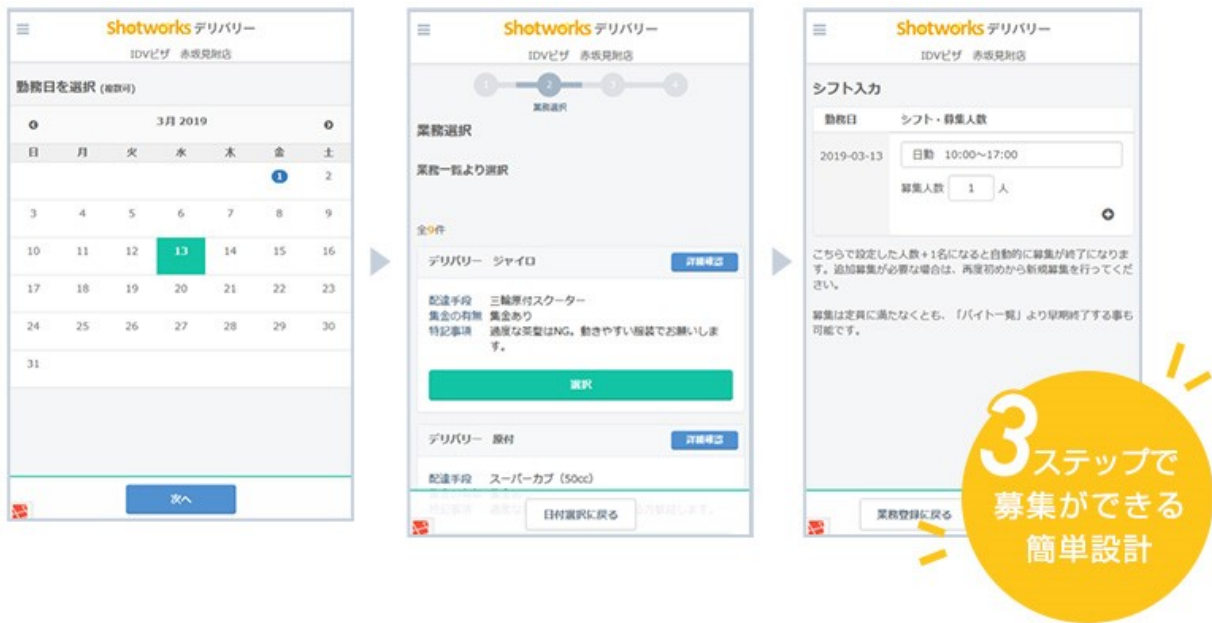 Shotworks デリバリー
IDVピザ 赤坂見附店
勤務日を選択 (複数可)
3月 2019
日 月 火 水 木 金 土
1 2
3 4 5 6 7 8 9
10 11 12 13 14 15 16
17 18 19 20 21 22 23
24 25 26 27 28 29 30
31
次へ
Shotworks デリバリー
IDVピザ 赤坂見附店
1 2 3 4
業務選択
業務選択
業務一覧より選択
全9件
デリバリー ジャイロ 詳細確認
配達手段 三輪原付スクーター
集金の有無 集金あり
特記事項 過度な茶髪はNG。動きやすい服装でお願いしま
す。
選択
デリバリー 原付 詳細確認
配達手段 スーパーカブ (50cc)
日付選択に戻る
Shotworks デリバリー
IDVピザ 赤坂見附店
シフト入力
勤務日 シフト・募集人数
2019-03-13 日勤 10:00～17:00
募集人数 1 人
こちらで設定した人数+1名になると自動的に募集が終了になりま
す。追加募集が必要な場合は、再度初めから新規募集を行ってくだ
さい。
募集は定員に満たなくとも、「バイト一覧」より早期終了する事も
可能です。
業務登録に戻る
3ステップで
募集ができる
簡単設計